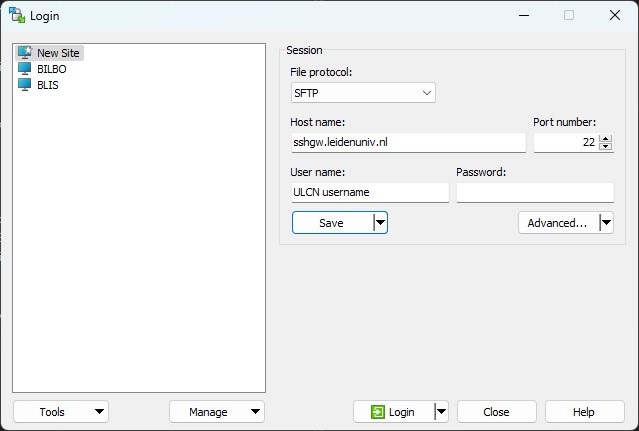 Login
New Site
BILBO
BLIS
Session
File protocol:
SFTP
Host name: Port number:
sshgw.leidenuniv.nl 22
User name: Password:
ULCN username
Save Advanced...
Tools Manage Login Close Help